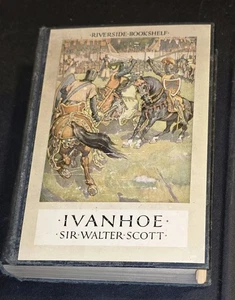 ·RIVERSIDE·BOOKSHELF·
·IVANHOE·
·SIR·WALTER·SCOTT·